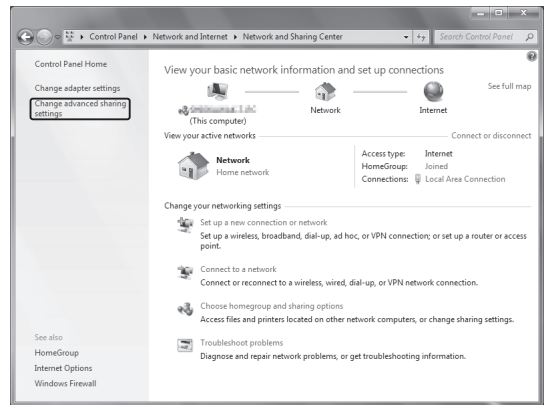 Control Panel ▸ Network and Internet ▸ Network and Sharing Center
Search Control Panel
Control Panel Home
Change adapter settings
Change advanced sharing
settings
See also
HomeGroup
Internet Options
Windows Firewall
View your basic network information and set up connections
See full map
(This computer)
Network
Internet
View your active networks
Connect or disconnect
Network
Home network
Access type: Internet
HomeGroup: Joined
Connections: Local Area Connection
Change your networking settings
Set up a new connection or network
Set up a wireless, broadband, dial-up, ad hoc, or VPN connection; or set up a router or access
point.
Connect to a network
Connect or reconnect to a wireless, wired, dial-up, or VPN network connection.
Choose homegroup and sharing options
Access files and printers located on other network computers, or change sharing settings.
Troubleshoot problems
Diagnose and repair network problems, or get troubleshooting information.